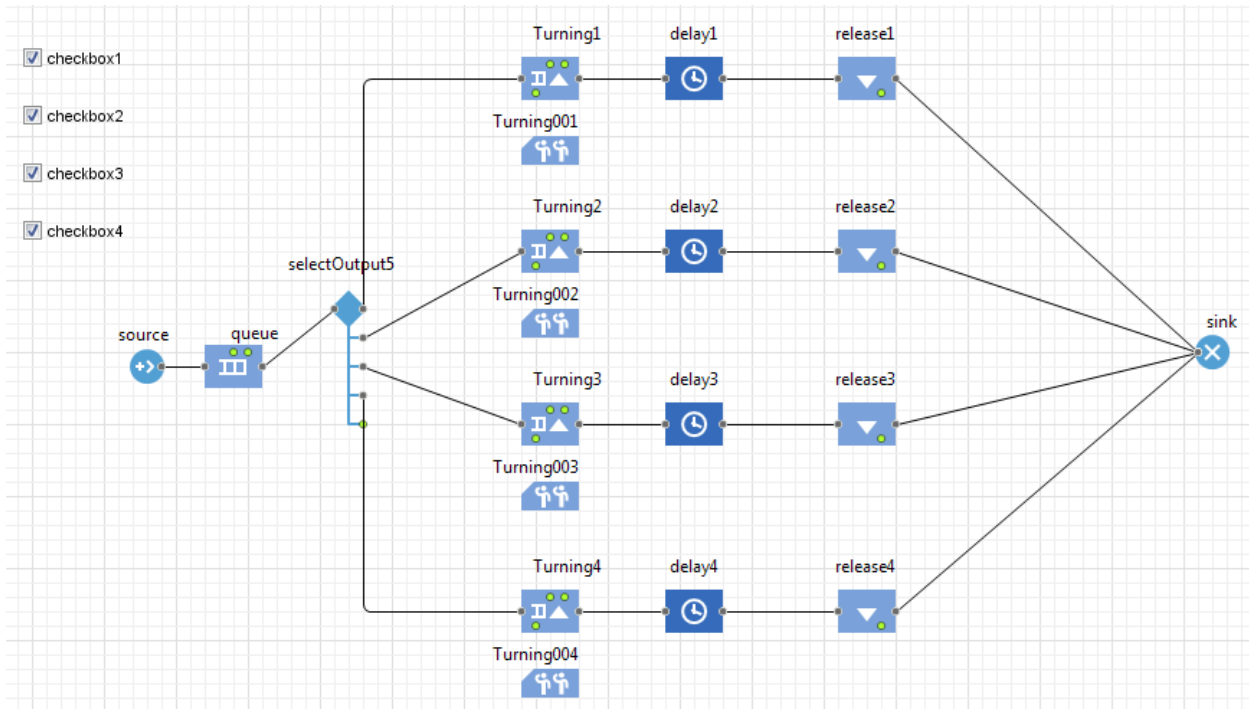 checkbox1
checkbox2
checkbox3
checkbox4
source
queue
selectOutput5
Turning1
delay1
release1
Turning001
Turning2
delay2
release2
Turning002
Turning3
delay3
release3
Turning003
Turning4
delay4
release4
Turning004
sink